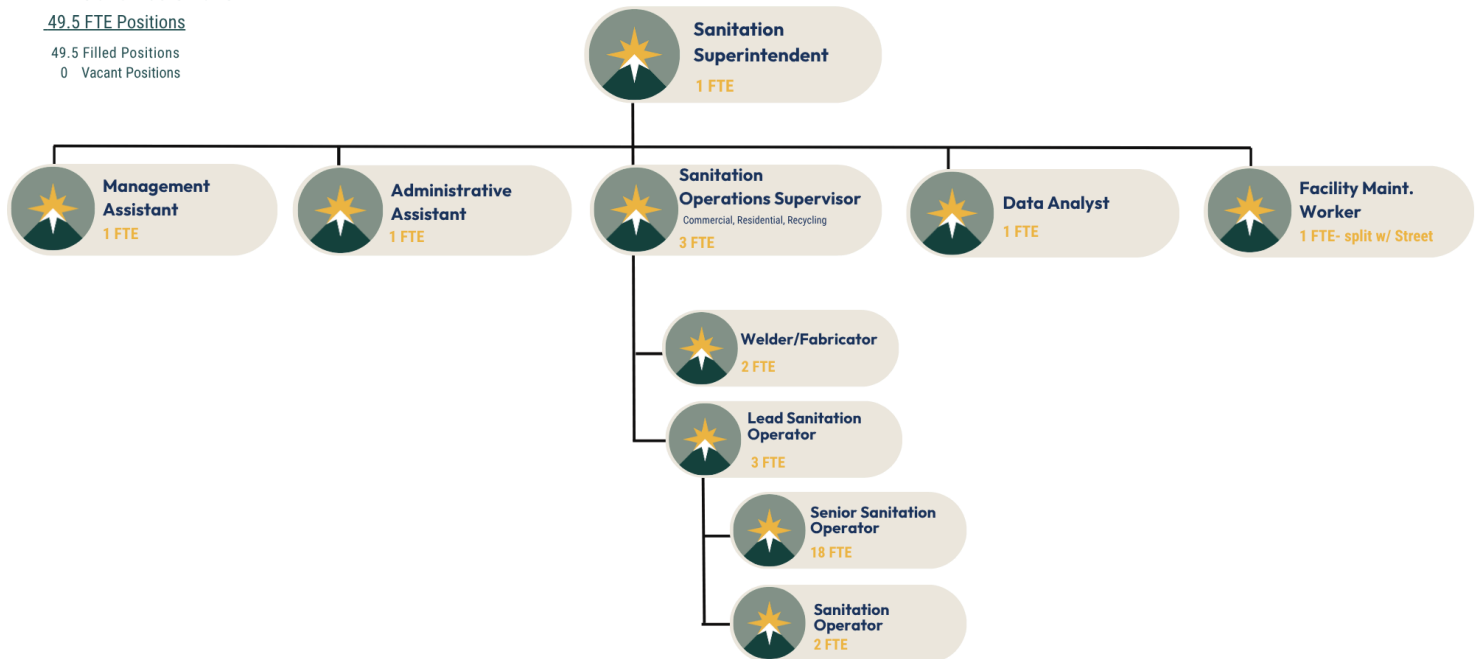 49.5 FTE Positions
49.5 Filled Positions
0 Vacant Positions
Sanitation
Superintendent
1 FTE
Management
Assistant
1 FTE
Administrative
Assistant
1 FTE
Sanitation
Operations Supervisor
Commercial, Residential, Recycling
3 FTE
Data Analyst
1 FTE
Facility Maint.
Worker
1 FTE- split w/ Street
Welder/Fabricator
2 FTE
Lead Sanitation
Operator
3 FTE
Senior Sanitation
Operator
18 FTE
Sanitation
Operator
2 FTE